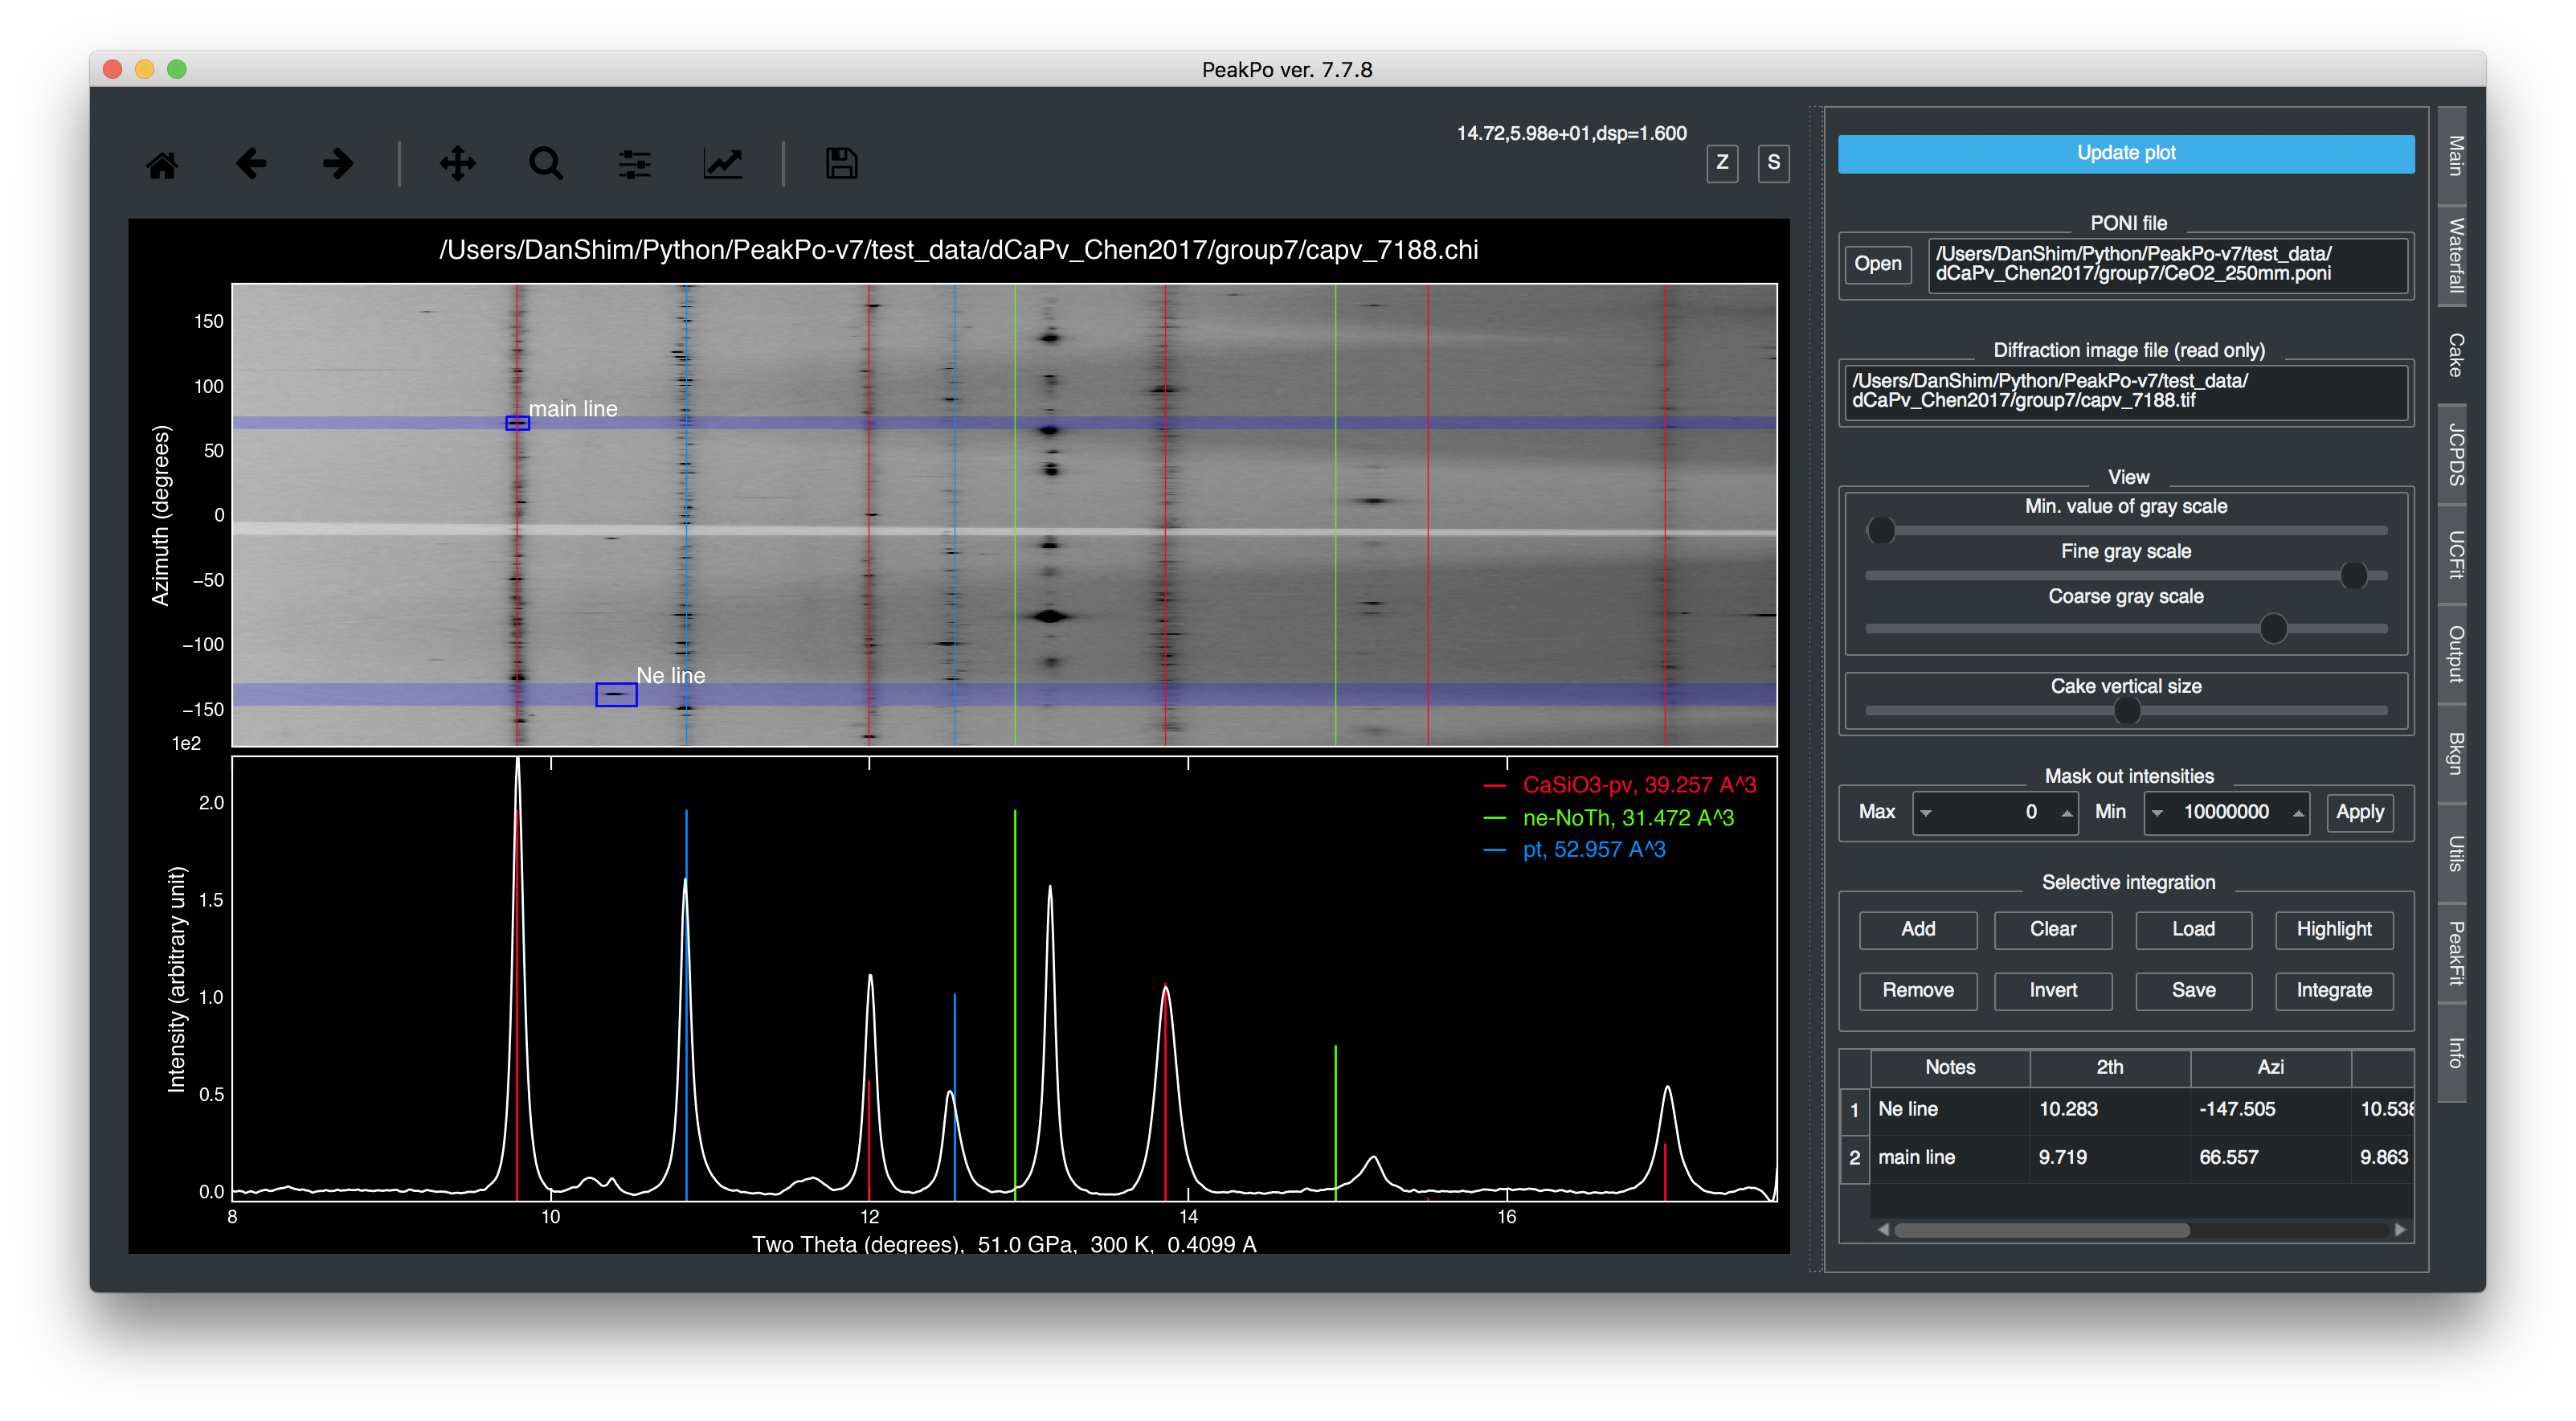 PeakPo ver. 7.7.8
14.72,5.98e+01,dsp=1.600
Z
S
/Users/DanShim/Python/PeakPo-v7/test_data/dCaPv_Chen2017/group7/capv_7188.chi
Azimuth (degrees)
150
100
50
0
−50
−100
−150
main line
Ne line
1e2
Intensity (arbitrary unit)
2.0
1.5
1.0
0.5
0.0
CaSiO3-pv, 39.257 A^3
ne-NoTh, 31.472 A^3
pt, 52.957 A^3
8
10
12
14
16
Two Theta (degrees), 51.0 GPa, 300 K, 0.4099 A
Update plot
PONI file
Open
/Users/DanShim/Python/PeakPo-v7/test_data/
dCaPv_Chen2017/group7/CeO2_250mm.poni
Diffraction image file (read only)
/Users/DanShim/Python/PeakPo-v7/test_data/
dCaPv_Chen2017/group7/capv_7188.tif
View
Min. value of gray scale
Fine gray scale
Coarse gray scale
Cake vertical size
Mask out intensities
Max 0 Min 10000000 Apply
Selective integration
Add Clear Load Highlight
Remove Invert Save Integrate
Notes 2th Azi
1 Ne line 10.283 -147.505 10.538
2 main line 9.719 66.557 9.863
Main
Waterfall
Cake
JCPDS
UCFit
Output
Bkgn
Utils
PeakFit
Info